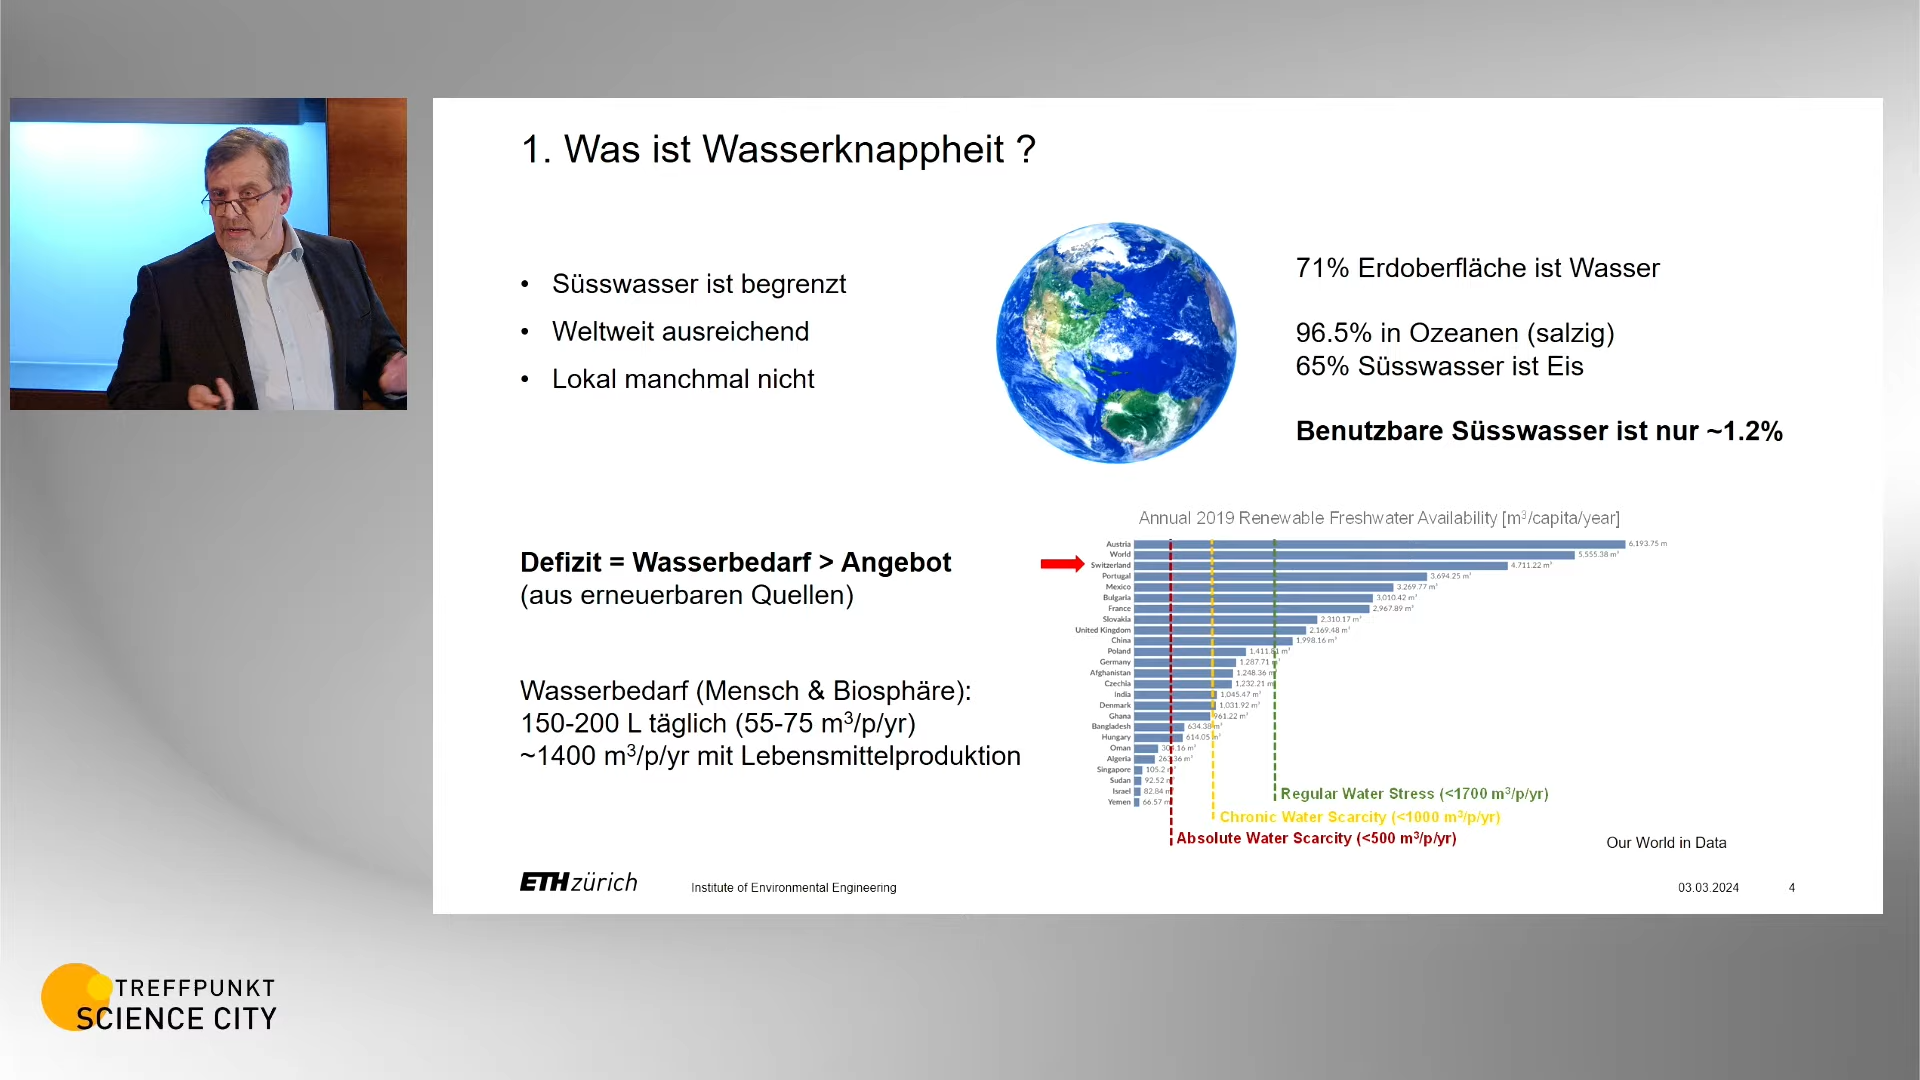 1. Was ist Wasserknappheit ?
• Süsswasser ist begrenzt
• Weltweit ausreichend
• Lokal manchmal nicht
71% Erdoberfläche ist Wasser
96.5% in Ozeanen (salzig)
65% Süsswasser ist Eis
Benutzbare Süsswasser ist nur ~1.2%
Defizit = Wasserbedarf > Angebot
(aus erneuerbaren Quellen)
Wasserbedarf (Mensch & Biosphäre):
150-200 L täglich (55-75 m³/p/yr)
~1400 m³/p/yr mit Lebensmittelproduktion
Annual 2019 Renewable Freshwater Availability [m³/capita/year]
Austria 6,193.75 m
World 5,555.38 m³
Switzerland 4,711.22 m³
Portugal 3,694.25 m³
Mexico 3,269.77 m³
Bulgaria 3,010.42 m³
France 2,967.89 m³
Slovakia 2,310.17 m³
United Kingdom 2,169.48 m³
China 1,998.16 m³
Poland 1,411.81 m³
Germany 1,287.71 m³
Afghanistan 1,248.36 m
Czechia 1,232.21 m
India 1,045.47 m³
Denmark 1,031.92 m³
Ghana 961.22 m³
Bangladesh 634.38 m³
Hungary 614.05 m³
Oman
Algeria
Singapore 105.2
Sudan 92.52 m
Israel 82.84 m
Yemen 66.57 m
Regular Water Stress (<1700 m³/p/yr)
Chronic Water Scarcity (<1000 m³/p/yr)
Absolute Water Scarcity (<500 m³/p/yr)
Our World in Data
ETH zürich
Institute of Environmental Engineering
03.03.2024
4
TREFFPUNKT
SCIENCE CITY